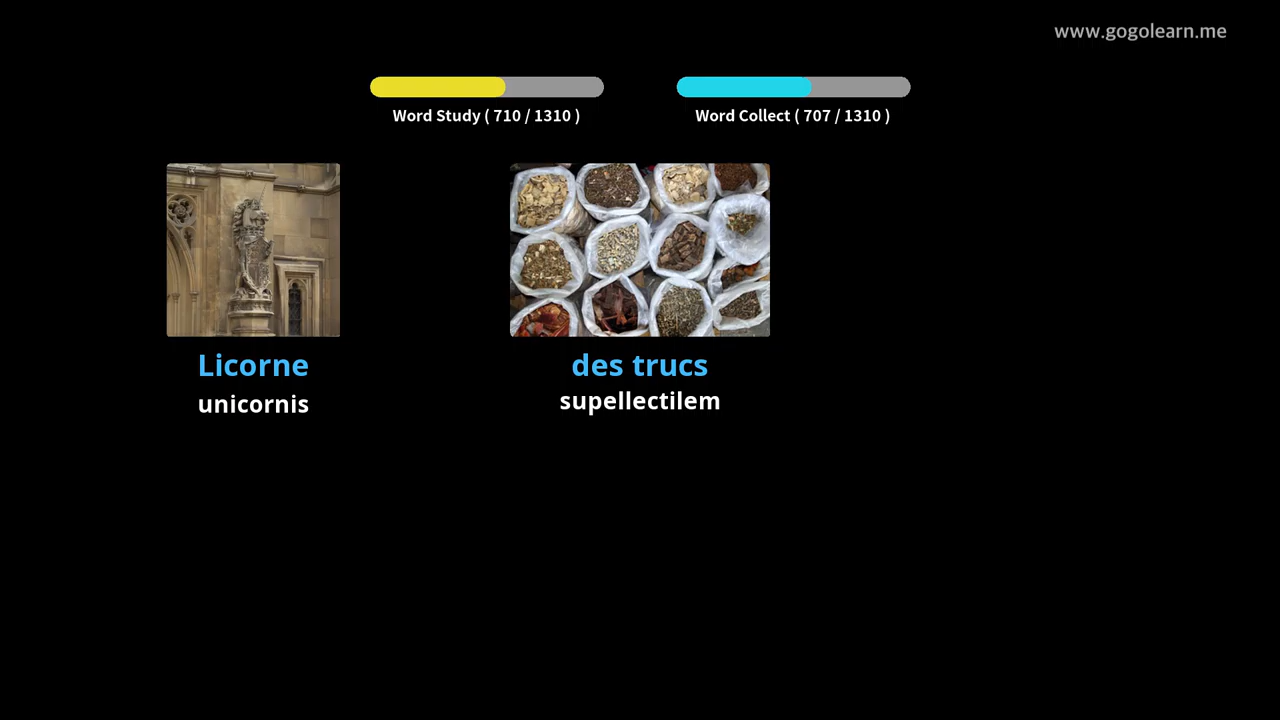 www.gogolearn.me
Word Study ( 710 / 1310 )
Word Collect ( 707 / 1310 )
Licorne
unicornis
des trucs
supellectilem